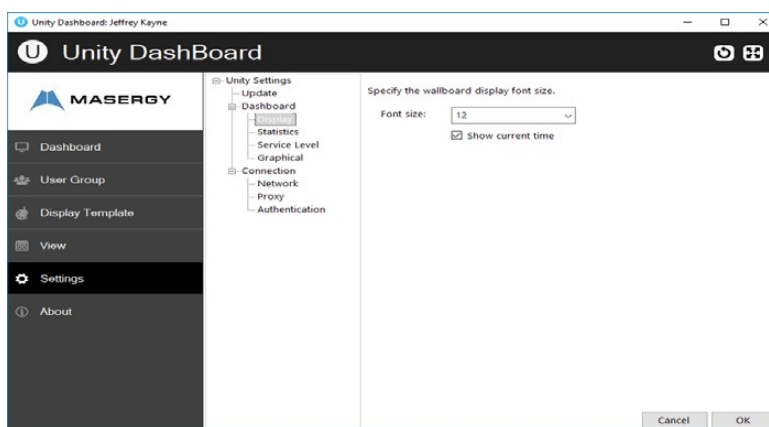 Unity Dashboard: Jeffrey Kayne
Unity DashBoard
MASERGY
Dashboard
User Group
Display Template
View
Settings
About
Unity Settings
Update
Dashboard
Display
Statistics
Service Level
Graphical
Connection
Network
Proxy
Authentication
Specify the wallboard display font size.
Font size: 12
Show current time
Cancel OK